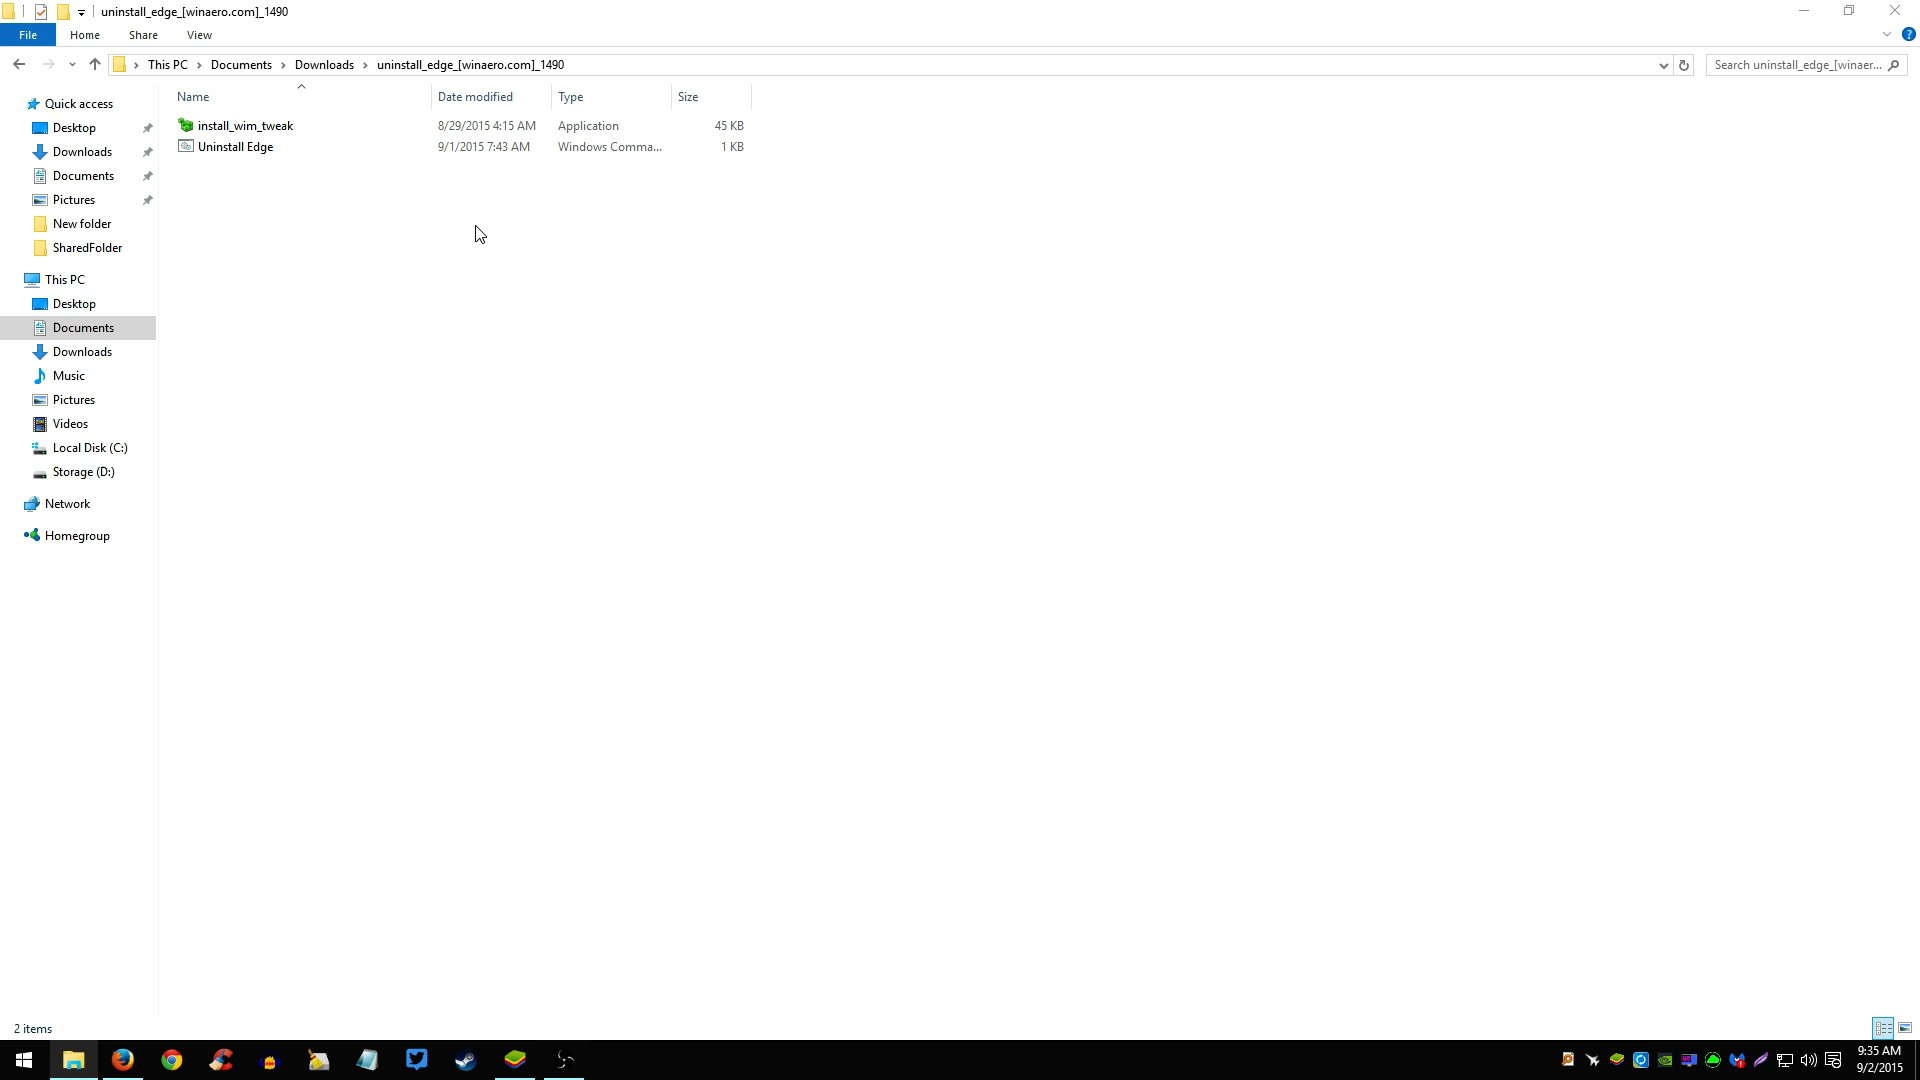 uninstall_edge_[winaero.com]_1490
File Home Share View
This PC Documents Downloads uninstall_edge_[winaero.com]_1490
Search uninstall_edge_[winaer...
Name Date modified Type Size
install_wim_tweak 8/29/2015 4:15 AM Application 45 KB
Uninstall Edge 9/1/2015 7:43 AM Windows Comma... 1 KB
Quick access
Desktop
Downloads
Documents
Pictures
New folder
SharedFolder
This PC
Desktop
Documents
Downloads
Music
Pictures
Videos
Local Disk (C:)
Storage (D:)
Network
Homegroup
2 items
9:35 AM
9/2/2015